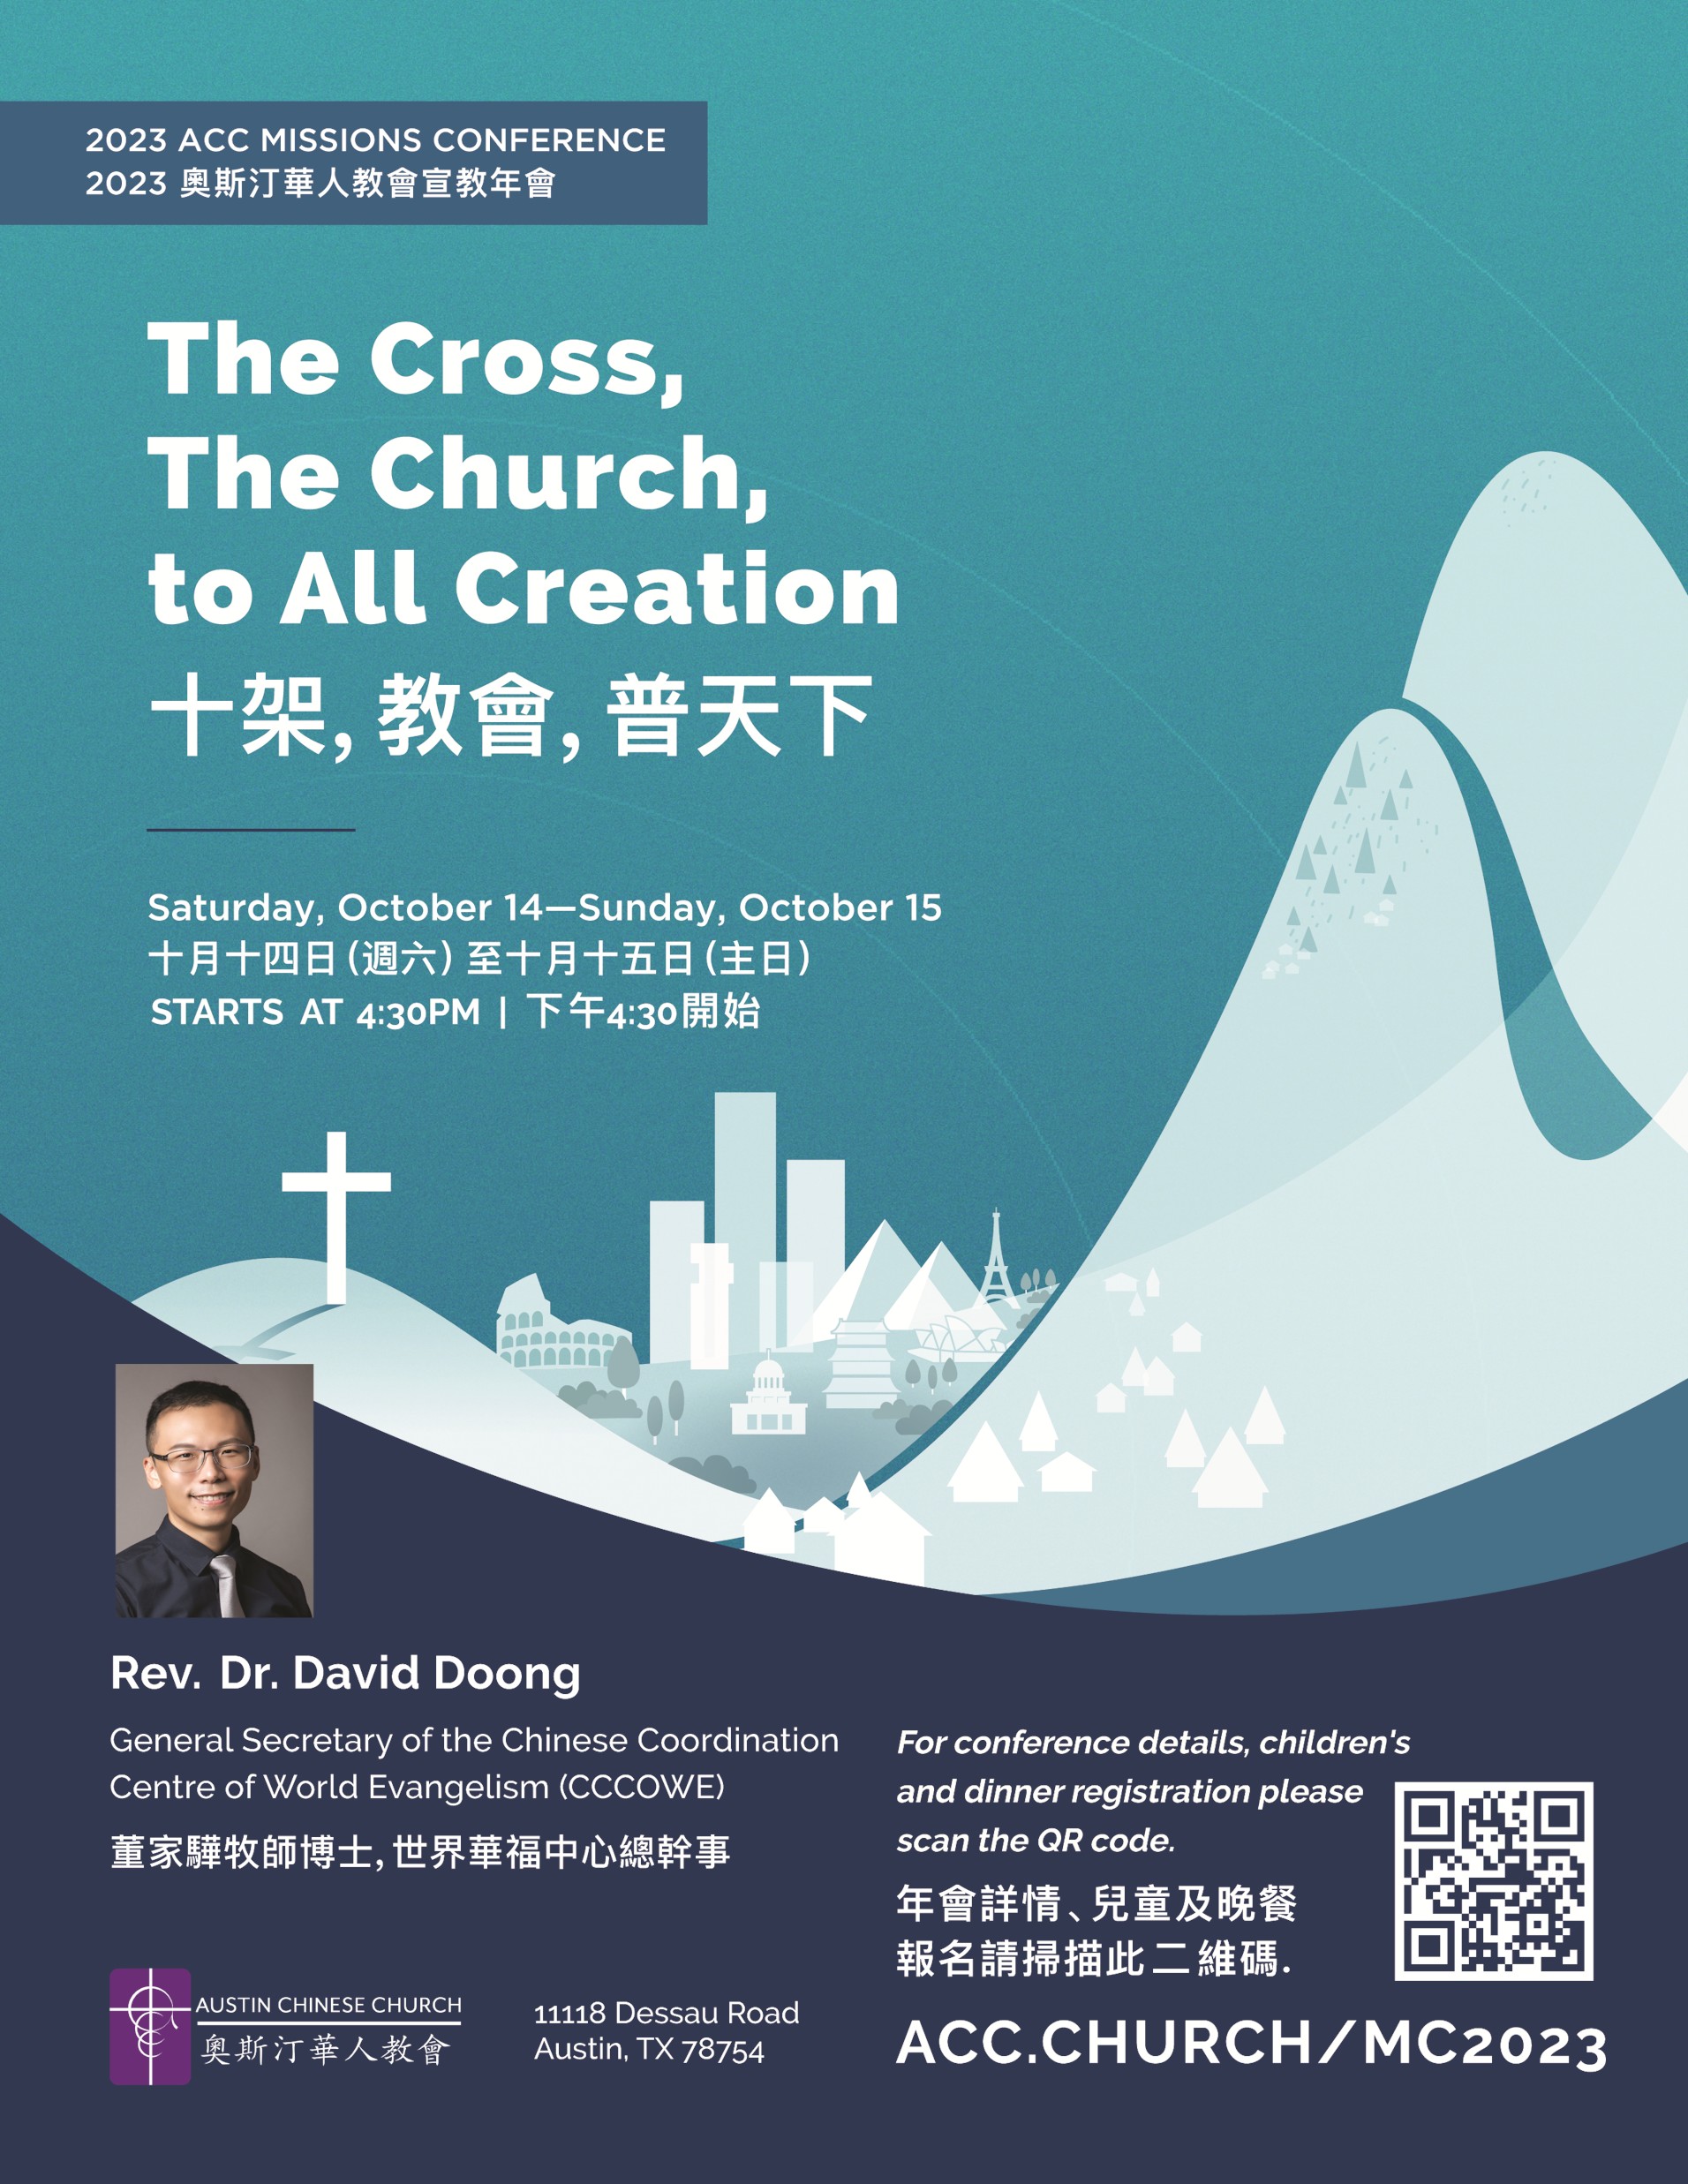 2023 ACC MISSIONS CONFERENCE
2023 奧斯汀華人教會宣教年會
The Cross,
The Church,
to All Creation
十架, 教會, 普天下
Saturday, October 14—Sunday, October 15
十月十四日 (週六) 至十月十五日 (主日)
STARTS AT 4:30PM | 下午4:30開始
Rev. Dr. David Doong
General Secretary of the Chinese Coordination
Centre of World Evangelism (CCCOWE)
董家驊牧師博士, 世界華福中心總幹事
For conference details, children's
and dinner registration please
scan the QR code.
年會詳情、兒童及晚餐
報名請掃描此二維碼.
AUSTIN CHINESE CHURCH
奧斯汀華人教會
11118 Dessau Road
Austin, TX 78754
ACC.CHURCH/MC2023